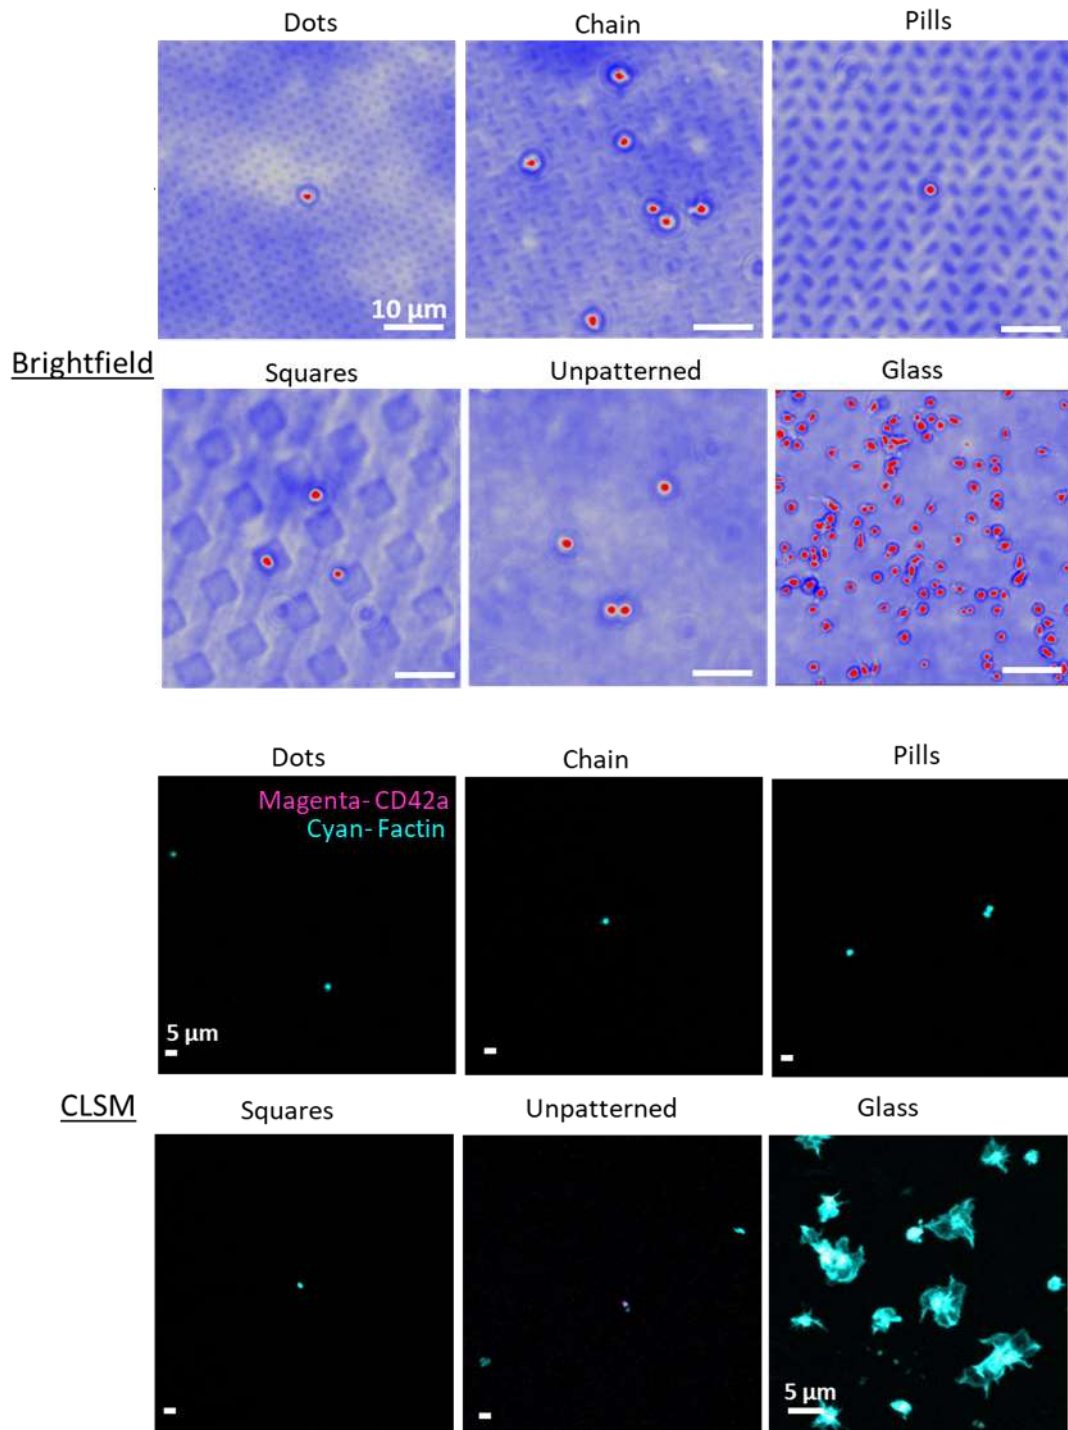 Dots
Chain
Pills
10 µm
Brightfield
Squares
Unpatterned
Glass
Dots
Chain
Pills
Magenta- CD42a
Cyan- Factin
5 µm
CLSM
Squares
Unpatterned
Glass
5 µm